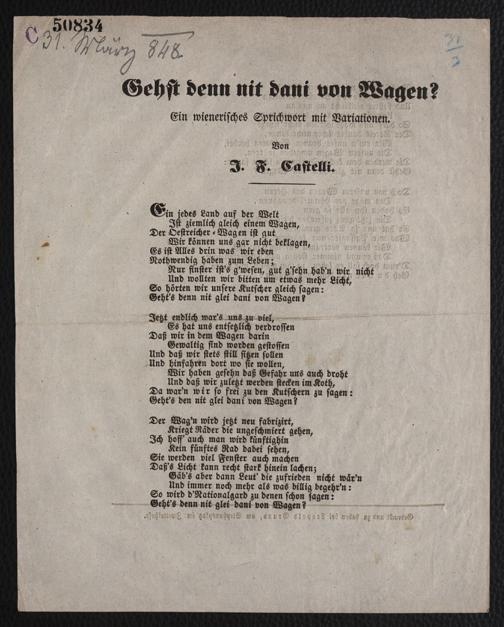 C 50834
31. März 848.
31/3
Gehst denn nit dani von Wagen?
Ein wienerisches Sprichwort mit Variationen.
Von
J. F. Castelli.
Ein jedes Land auf der Welt
Ist ziemlich gleich einem Wagen,
Der Oestreicher-Wagen ist gut
Wir können uns gar nicht beklagen,
Es ist Alles drin was wir eben
Nothwendig haben zum Leben;
Nur finster ist's g'wesen, gut g'sehn hab'n wir nicht
Und wollten wir bitten um etwas mehr Licht,
So hörten wir unsere Kutscher gleich sagen:
Geht's denn nit glei dani von Wagen?
Jetzt endlich war's uns zu viel,
Es hat uns entsetzlich verdrossen
Daß wir in dem Wagen darin
Gewaltig sind worden gestossen
Und daß wir stets still sitzen sollen
Und hinfahren dort wo sie wollen,
Wir haben gesehn daß Gefahr uns auch droht
Und daß wir zulezt werden stecken im Koth,
Da war'n wir so frei zu den Kutschern zu sagen:
Geht's den nit glei dani von Wagen?
Der Wag'n wird jetzt neu fabrizirt,
Kriegt Räder die ungeschmiert gehen,
Ich hoff' auch man wird künftighin
Kein fünftes Rad dabei sehen,
Sie werden viel Fenster auch machen
Daß's Licht kann recht stark hinein lachen;
Gäb's aber dann Leut' die zufrieden nicht wär'n
Und immer noch mehr als was billig begehr'n:
So wird d'Nationalgard zu denen schon sagen:
Geht's denn nit glei dani von Wagen?